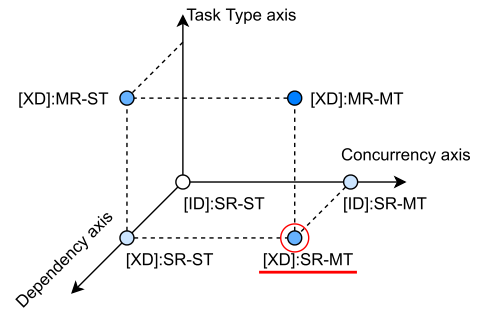 Task Type axis
[XD]:MR-ST
[XD]:MR-MT
Concurrency axis
[ID]:SR-ST
[ID]:SR-MT
Dependency axis
[XD]:SR-ST
[XD]:SR-MT